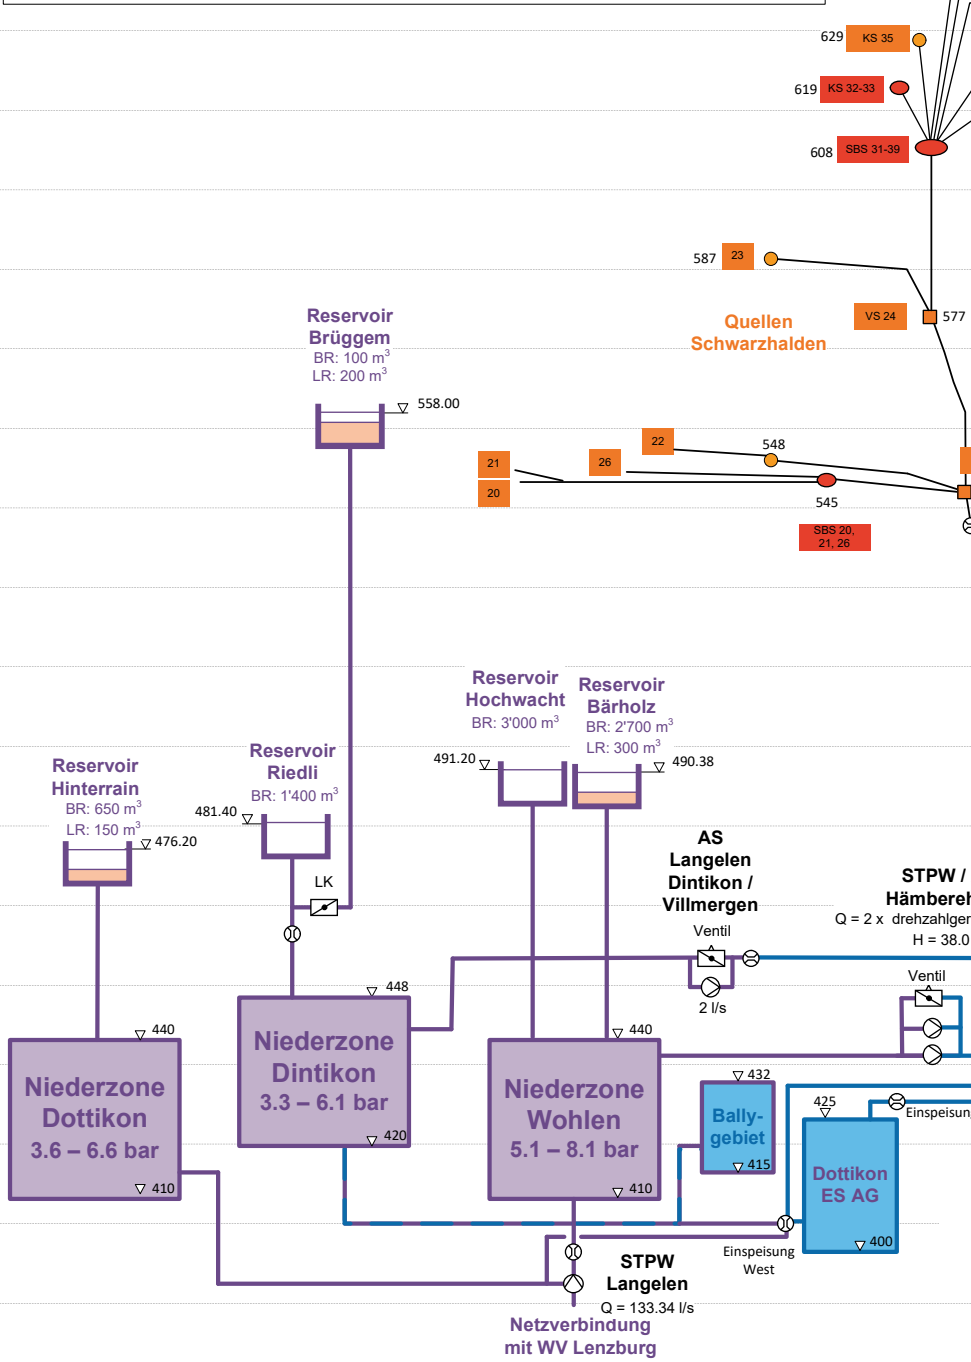 629
KS 35
619
KS 32-33
608
SBS 31-39
587
23
VS 24
577
Quellen
Schwarzhalden
Reservoir
Brüggem
BR: 100 m³
LR: 200 m³
558.00
22
548
21
26
20
545
SBS 20,
21, 26
Reservoir
Hochwacht
BR: 3'000 m³
491.20
Reservoir
Bärholz
BR: 2'700 m³
LR: 300 m³
490.38
Reservoir
Riedli
BR: 1'400 m³
481.40
Reservoir
Hinterrain
BR: 650 m³
LR: 150 m³
476.20
LK
AS
Langelen
Dintikon /
Villmergen
Ventil
2 l/s
STPW /
Hämbereh
Q = 2 x drehzahlger
H = 38.0
Ventil
448
Niederzone
Dintikon
3.3 – 6.1 bar
420
440
Niederzone
Dottikon
3.6 – 6.6 bar
410
440
Niederzone
Wohlen
5.1 – 8.1 bar
410
432
Bally-
gebiet
415
425
Einspeisung
Dottikon
ES AG
400
Einspeisung
West
STPW
Langelen
Q = 133.34 l/s
Netzverbindung
mit WV Lenzburg